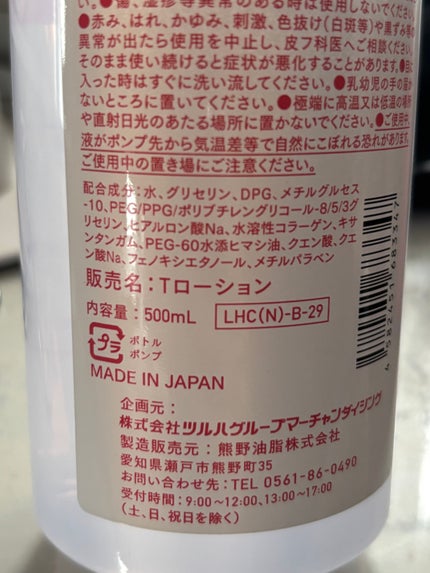 ●傷、湿疹等異常のある時は使用しないでください。
●赤み、はれ、かゆみ、刺激、色抜け(白斑等)や黒ずみ等の
異常が出たら使用を中止し、皮フ科医へご相談ください。
そのまま使い続けると症状が悪化することがあります。●目に
入った時はすぐに洗い流してください。●乳幼児の手の届か
ないところに置いてください。●極端に高温又は低温の場所
や直射日光のあたる場所に置かないでください。●ご使用中、
液がポンプ先から気温差等で自然にこぼれる恐れがあります。
ご使用中の置き場にご注意ください。
配合成分:水、グリセリン、DPG、メチルグルセス
-10、PEG/PPG/ポリブチレングリコール-8/5/3グ
リセリン、ヒアルロン酸Na、水溶性コラーゲン、キサ
ンタンガム、PEG-60水添ヒマシ油、クエン酸、クエ
ン酸Na、フェノキシエタノール、メチルパラベン
販売名:Tローション
内容量:500mL LHC(N)-B-29
プラ ボトル
ポンプ
MADE IN JAPAN
企画元:
株式会社ツルハグループマーチャンダイジング
製造販売元:熊野油脂株式会社
愛知県瀬戸市熊野町35
お問い合わせ先:TEL 0561-86-0490
受付時間:9:00~12:00、13:00~17:00
(土、日、祝日を除く)
4 582451 683347